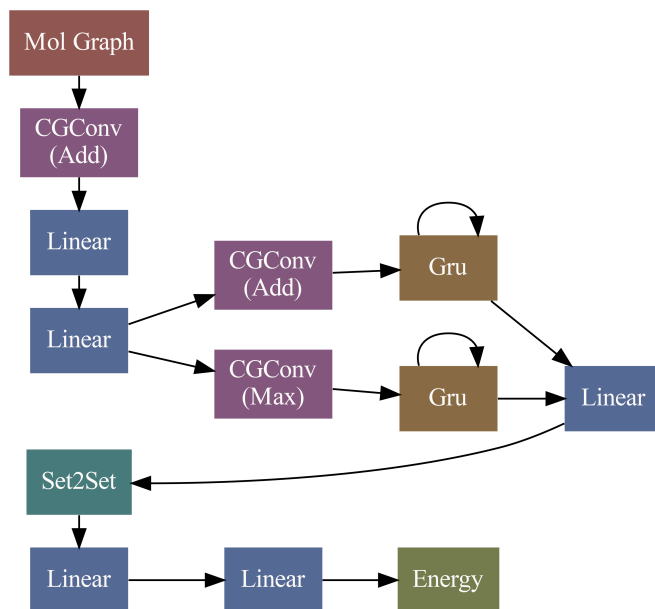 Mol Graph
CGConv
(Add)
Linear
Linear
CGConv
(Add)
Gru
CGConv
(Max)
Gru
Linear
Set2Set
Linear
Linear
Energy